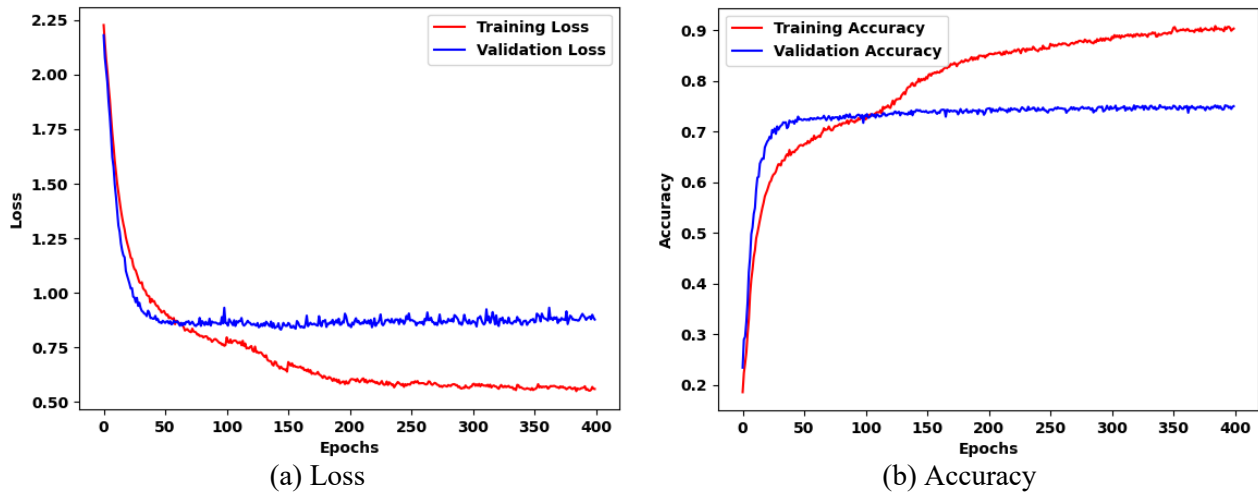 2.25
2.00
1.75
1.50
1.25
1.00
0.75
0.50
Loss
Training Loss
Validation Loss
0 50 100 150 200 250 300 350 400
Epochs
(a) Loss
0.9
0.8
0.7
0.6
0.5
0.4
0.3
0.2
Accuracy
Training Accuracy
Validation Accuracy
0 50 100 150 200 250 300 350 400
Epochs
(b) Accuracy